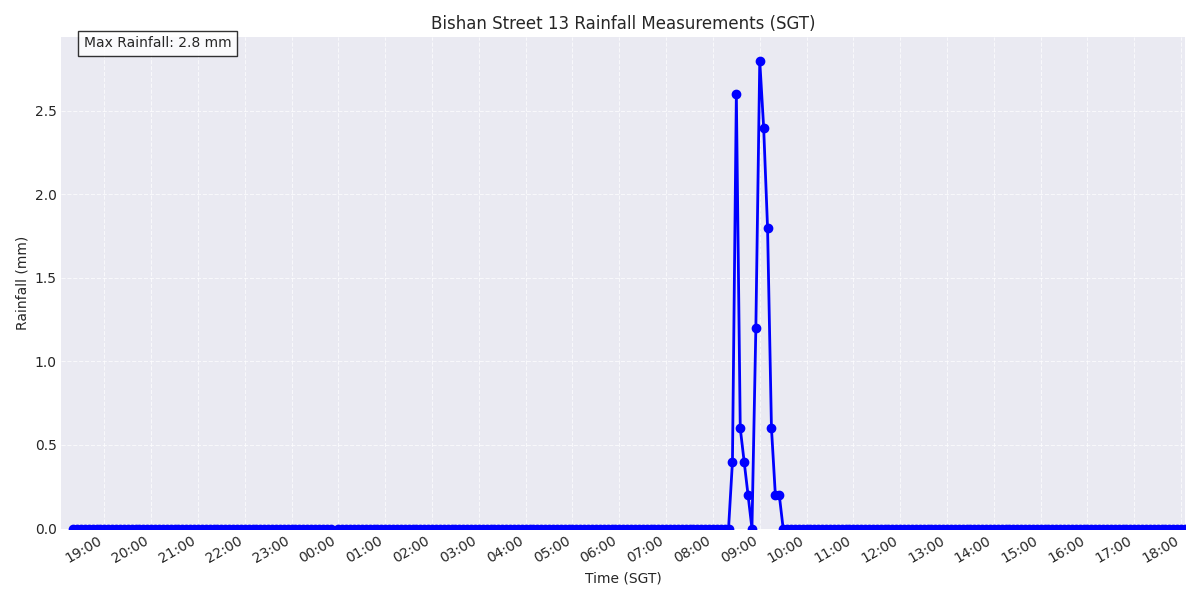 Bishan Street 13 Rainfall Measurements (SGT)
Max Rainfall: 2.8 mm
2.5
2.0
1.5
1.0
0.5
0.0
Rainfall (mm)
19:00 20:00 21:00 22:00 23:00 00:00 01:00 02:00 03:00 04:00 05:00 06:00 07:00 08:00 09:00 10:00 11:00 12:00 13:00 14:00 15:00 16:00 17:00 18:00
Time (SGT)